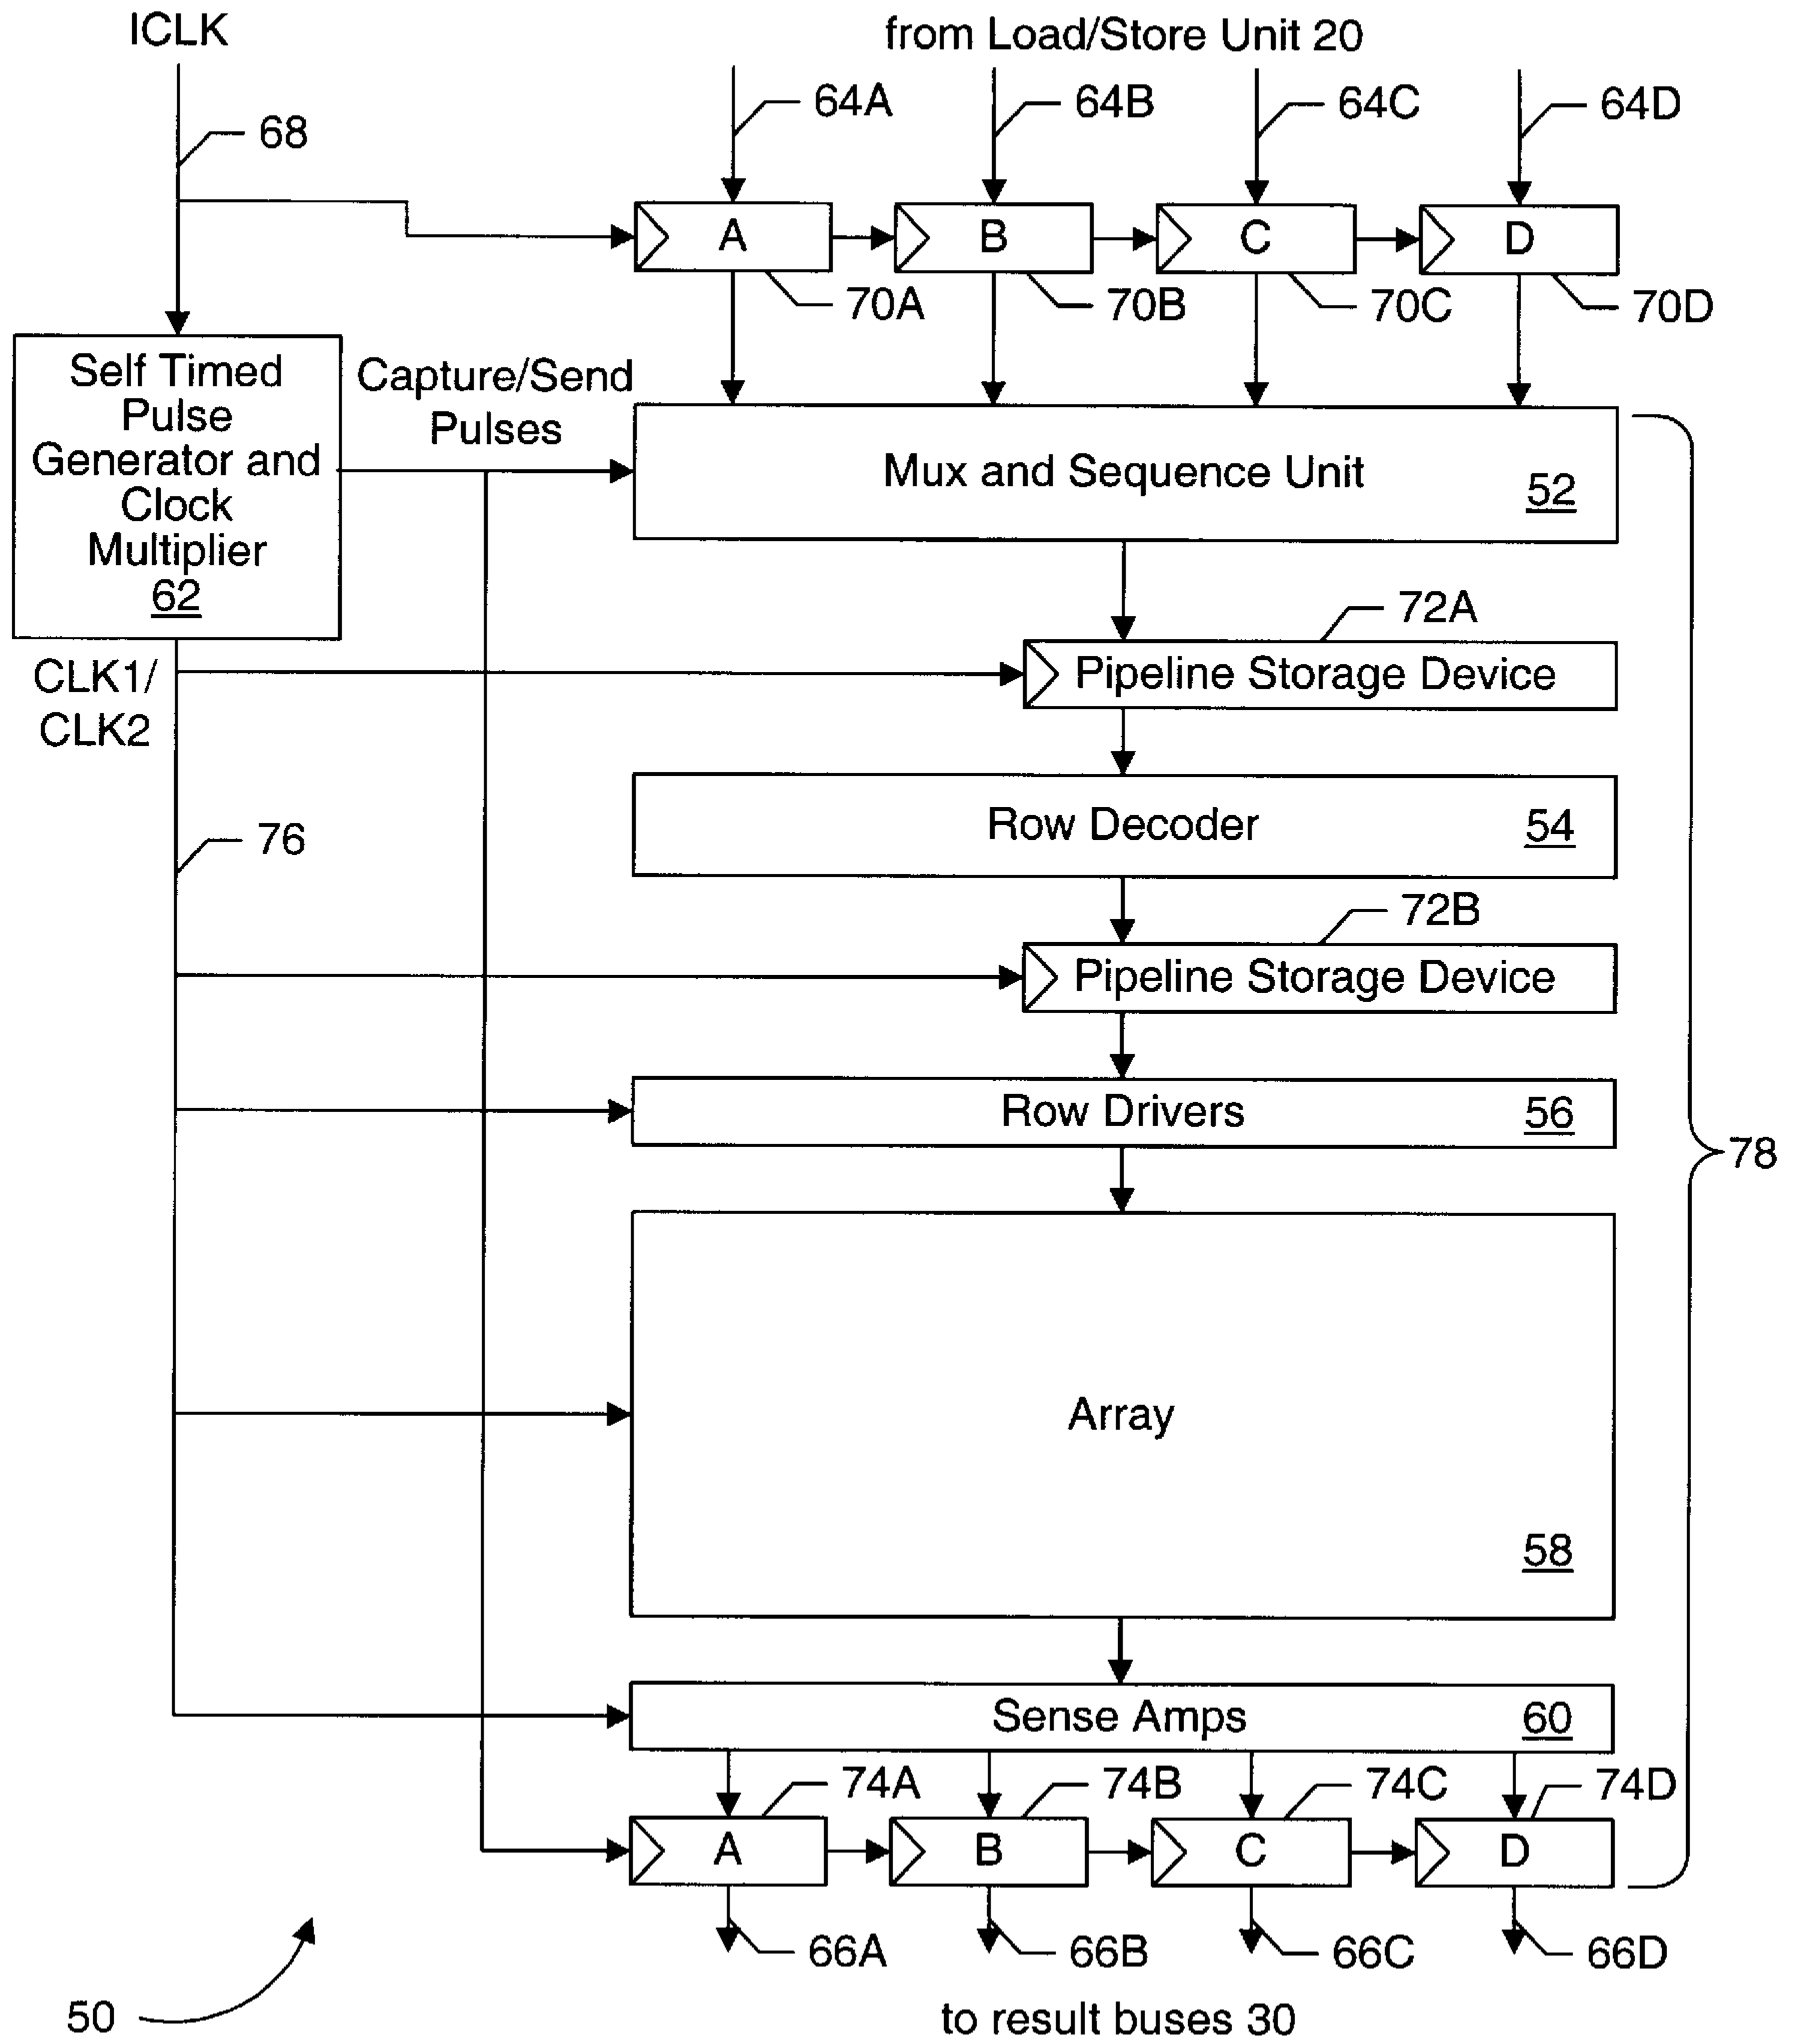 ICLK
from Load/Store Unit 20
64A
64B
64C
64D
68
A
B
C
D
70A
70B
70C
70D
Self Timed
Pulse
Generator and
Clock
Multiplier
62
Capture/Send
Pulses
Mux and Sequence Unit
52
72A
CLK1/
CLK2
Pipeline Storage Device
Row Decoder
54
76
72B
Pipeline Storage Device
Row Drivers
56
78
Array
58
Sense Amps
60
74A
74B
74C
74D
A
B
C
D
66A
66B
66C
66D
50
to result buses 30